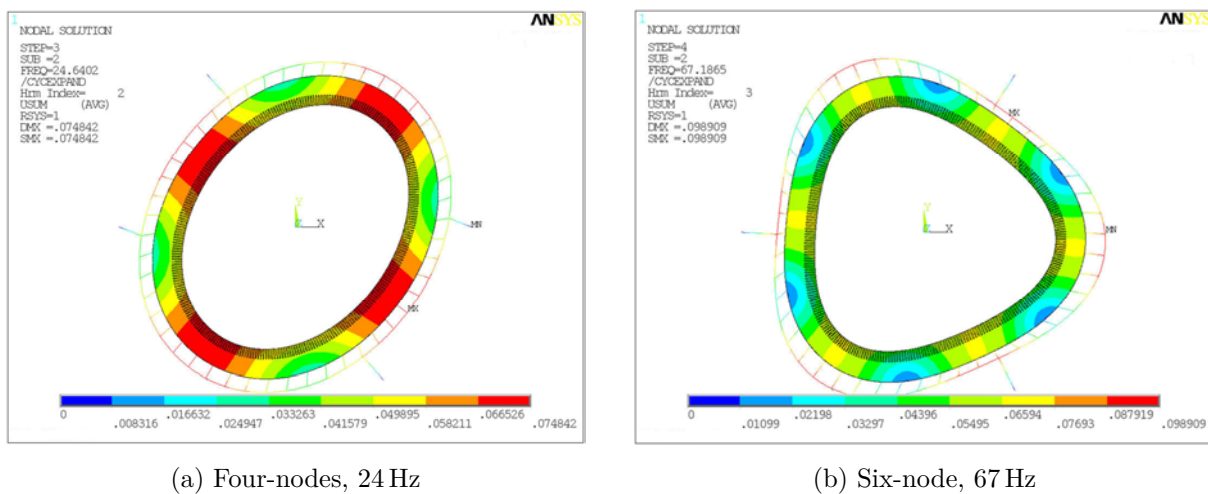 1
ANSYS
NODAL SOLUTION
STEP=3
SUB =2
FREQ=24.6402
/CYCEXPAND
Hrm Index= 2
USUM (AVG)
RSYS=1
DMX =.074842
SMX =.074842
Y
Z X
MN
MX
0 .016632 .033263 .049895 .066526
.008316 .024947 .041579 .058211 .074842
(a) Four-nodes, 24 Hz
1
ANSYS
NODAL SOLUTION
STEP=4
SUB =2
FREQ=67.1865
/CYCEXPAND
Hrm Index= 3
USUM (AVG)
RSYS=1
DMX =.098909
SMX =.098909
MX
Y
Z X
MN
0 .02198 .04396 .06594 .087919
.01099 .03297 .05495 .07693 .098909
(b) Six-node, 67 Hz